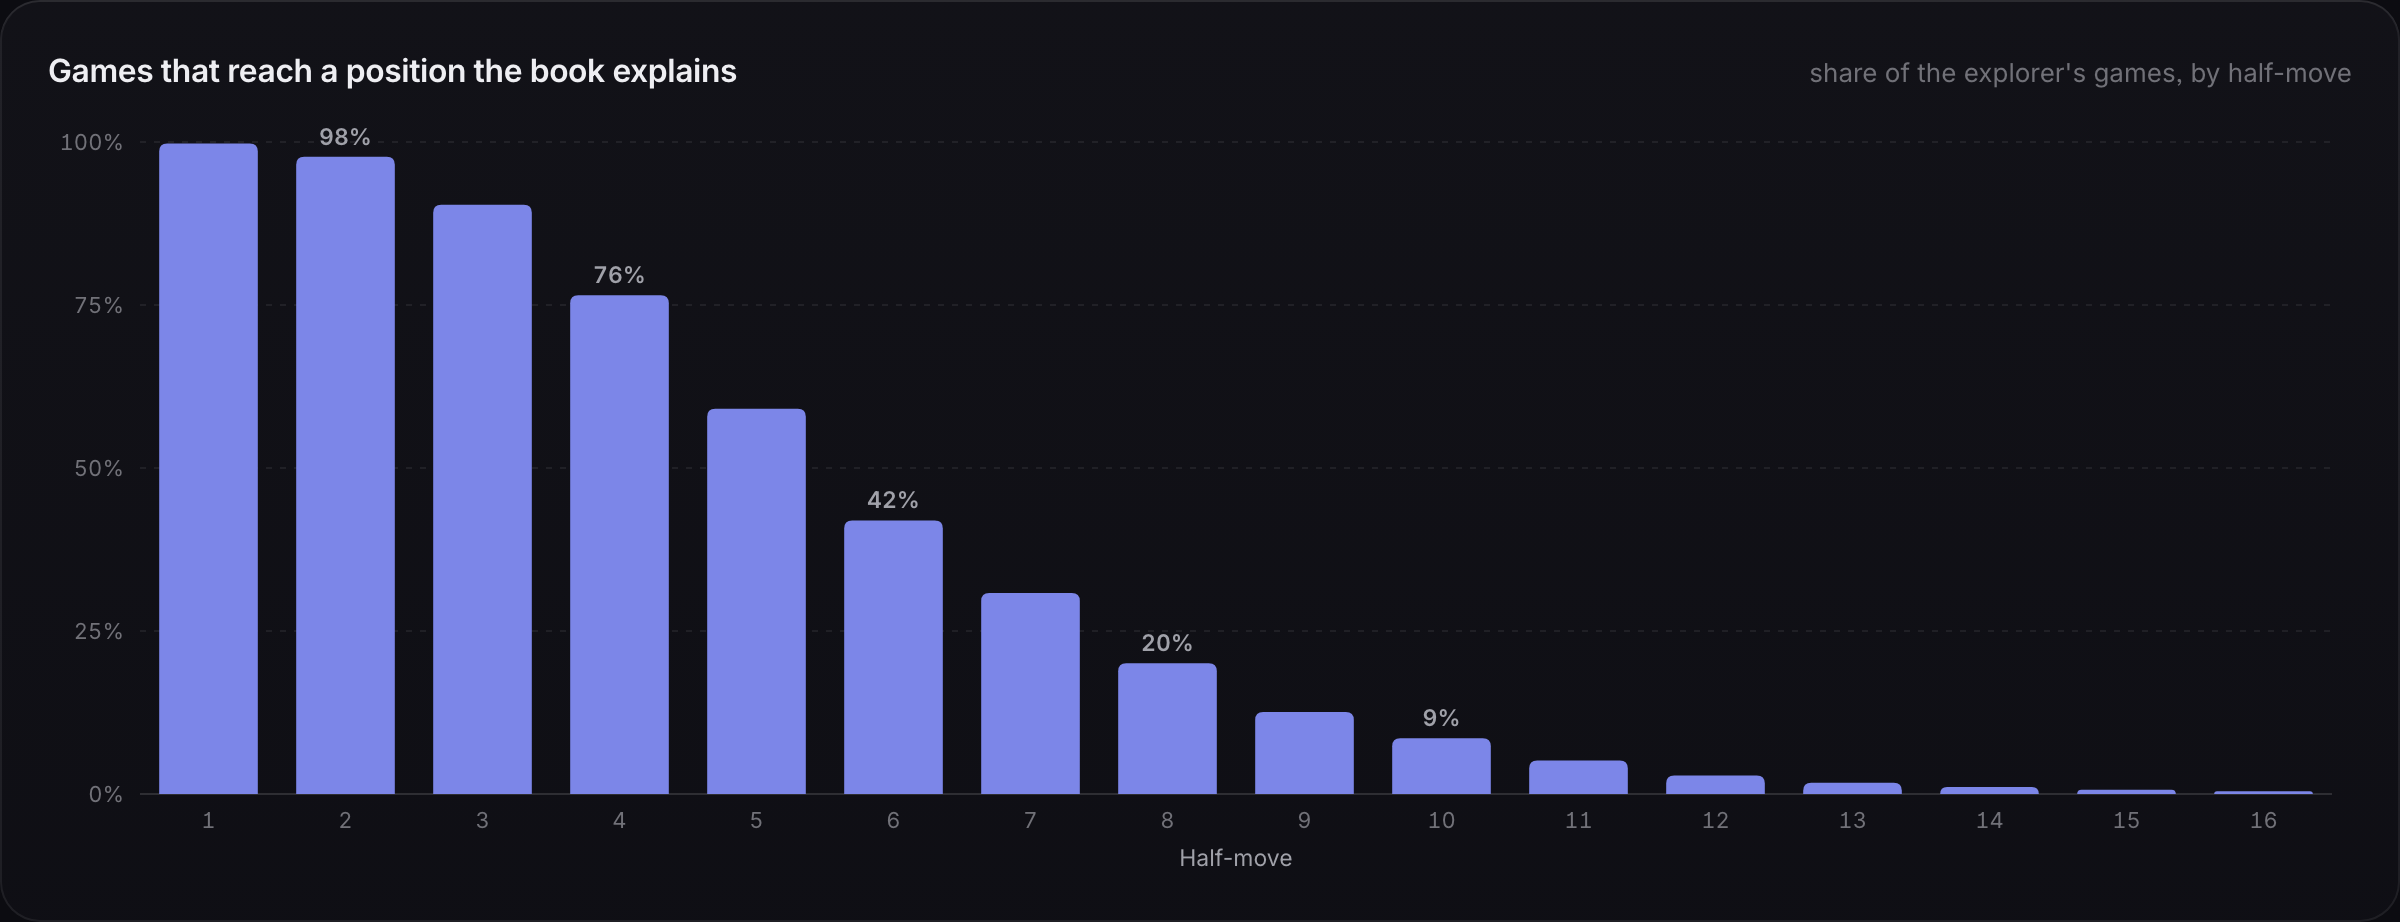 Games that reach a position the book explains
share of the explorer's games, by half-move
100%
75%
50%
25%
0%
98%
76%
42%
20%
9%
1 2 3 4 5 6 7 8 9 10 11 12 13 14 15 16
Half-move